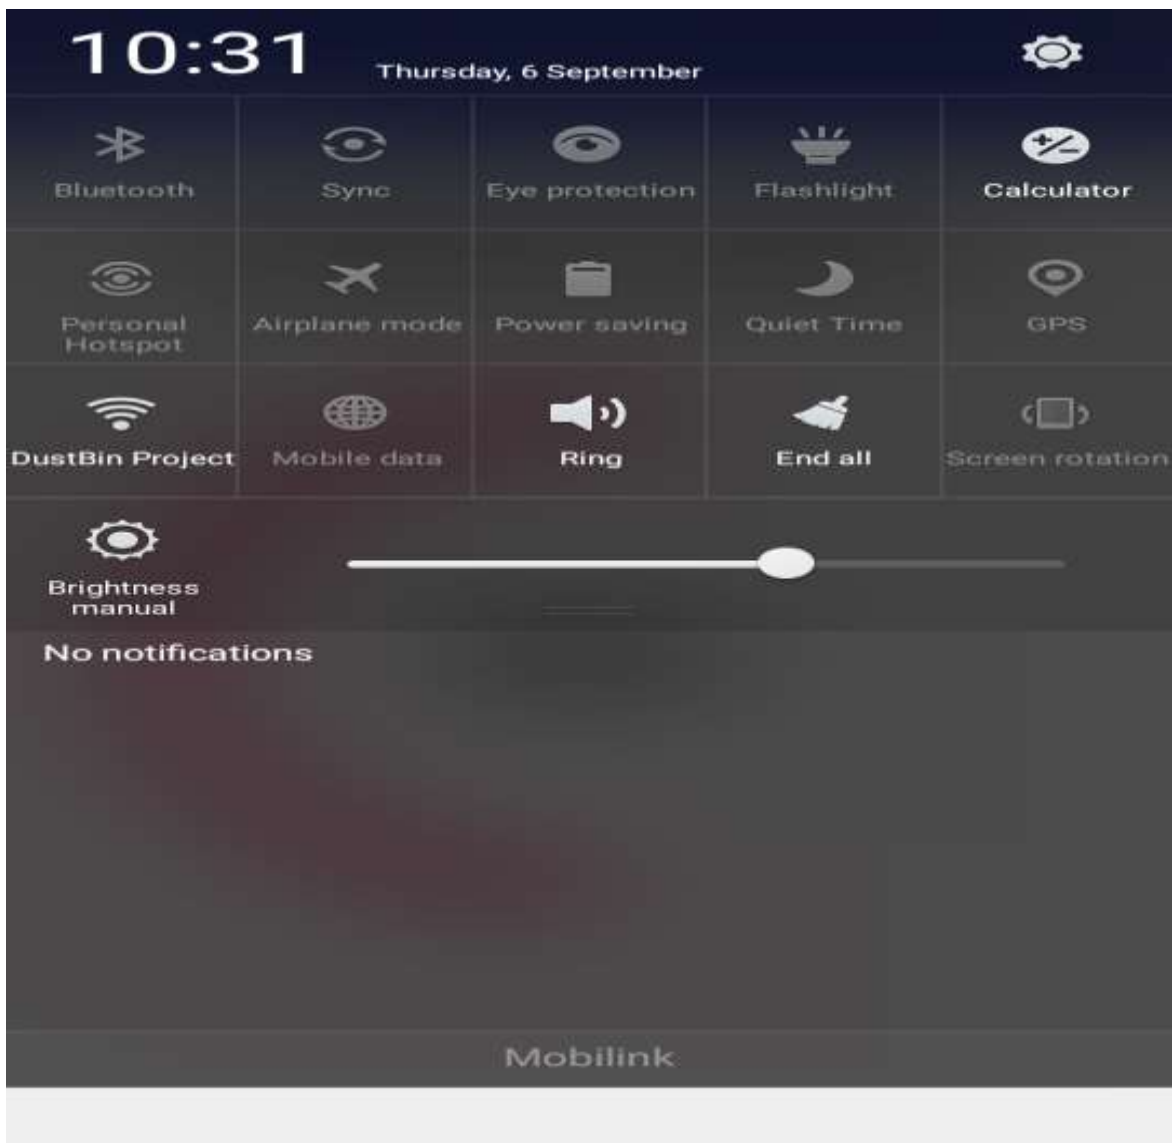 10:31
Thursday, 6 September
Bluetooth
Sync
Eye protection
Flashlight
Calculator
Personal
Hotspot
Airplane mode
Power saving
Quiet Time
GPS
DustBin Project
Mobile data
Ring
End all
Screen rotation
Brightness
manual
No notifications
Mobilink